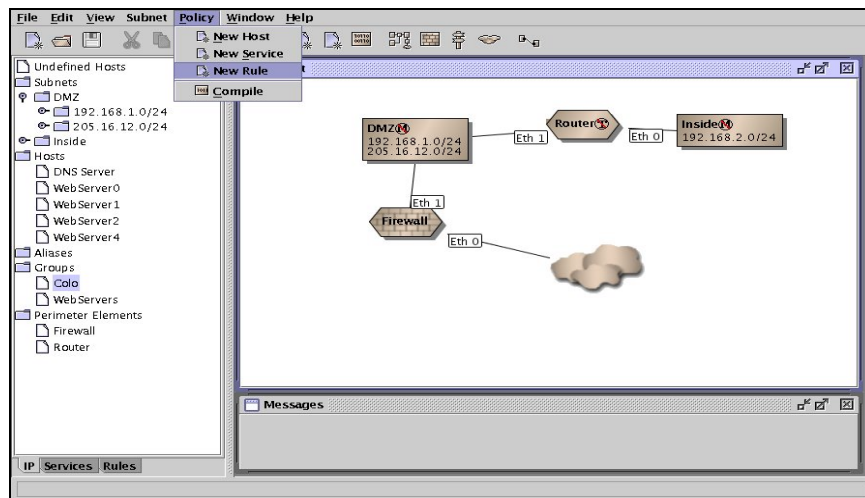 File Edit View Subnet Policy Window Help
New Host
New Service
New Rule
Compile
Undefined Hosts
Subnets
DMZ
192.168.1.0/24
205.16.12.0/24
Inside
Hosts
DNS Server
WebServer0
WebServer1
WebServer2
WebServer4
Aliases
Groups
Colo
WebServers
Perimeter Elements
Firewall
Router
IP Services Rules
DMZ M
192.168.1.0/24
205.16.12.0/24
Eth 1
Router
Eth 0
Inside M
192.168.2.0/24
Eth 1
Firewall
Eth 0
Messages